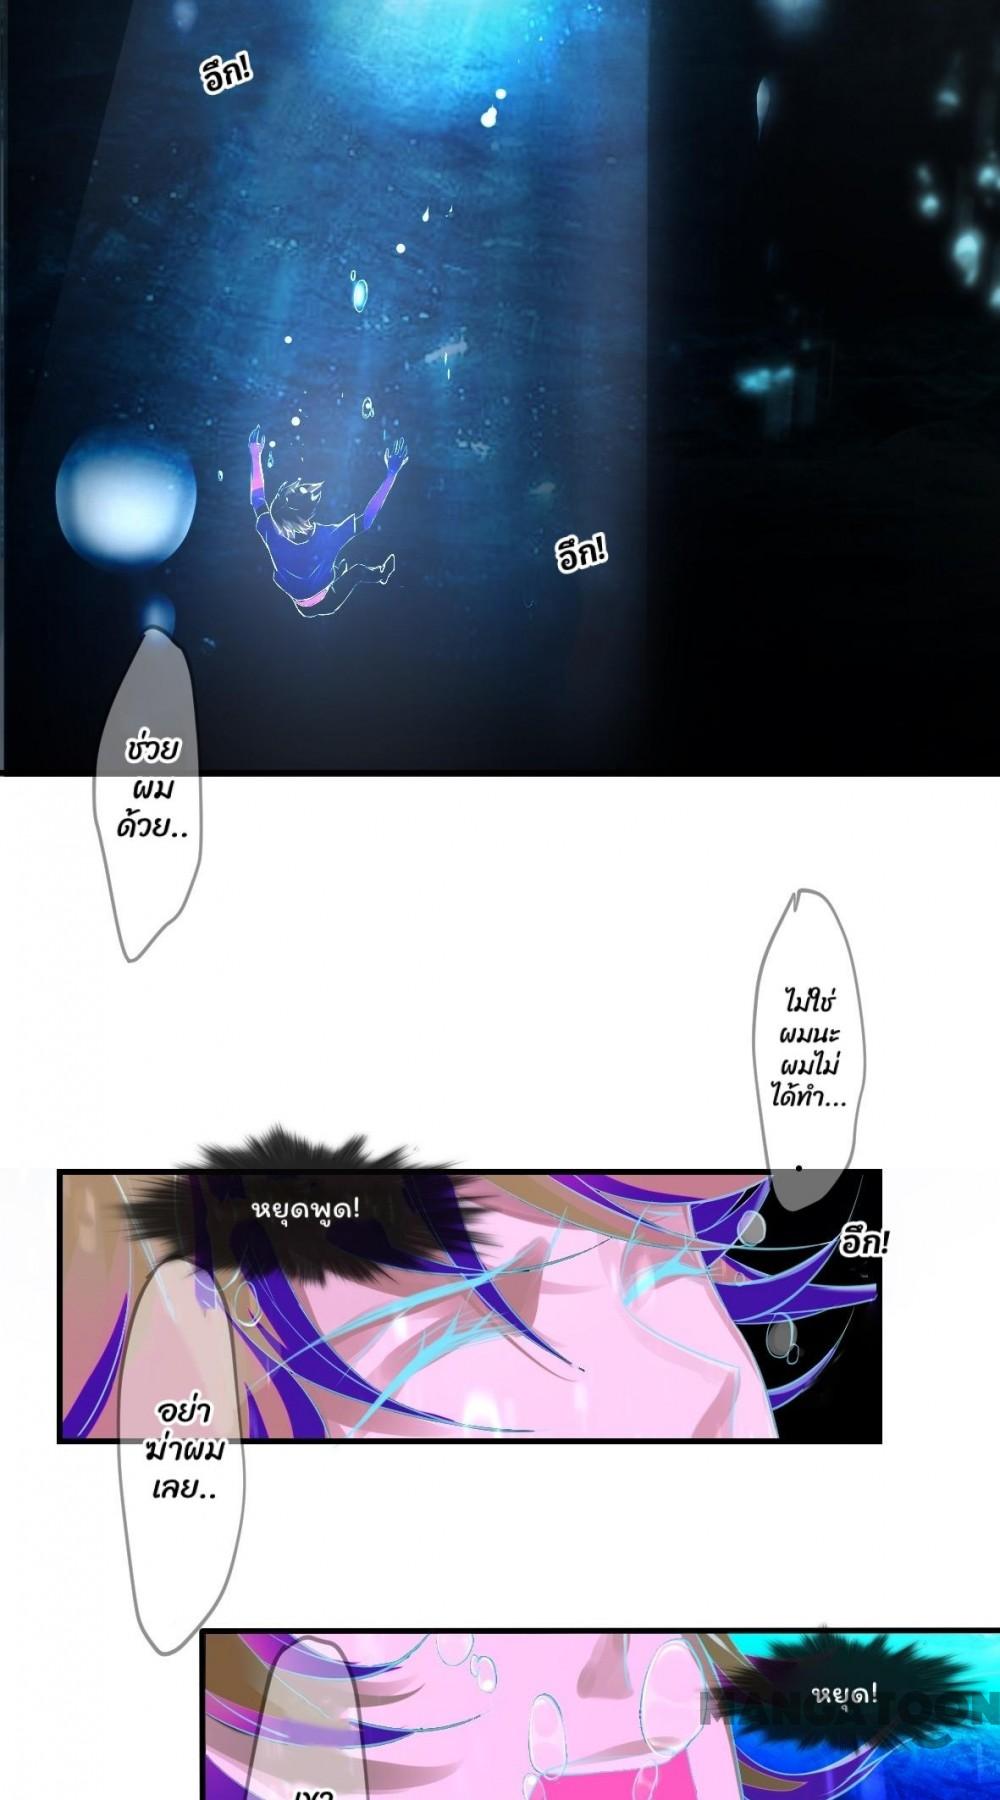 อึก!
อึก!
ช่วย
ผม
ด้วย..
ไม่ใช่
ผมนะ
ผมไม่
ได้ทำ...
หยุดพูด!
อึก!
อย่า
ฆ่าผม
เลย..
หยุด!
MANGATOON